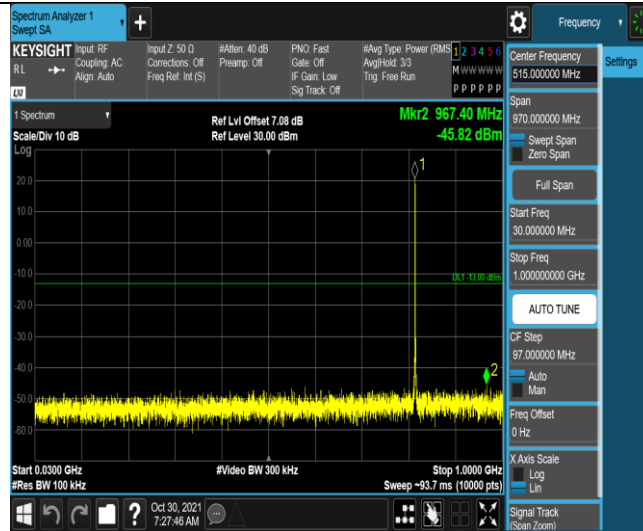 Spectrum Analyzer 1
Swept SA
Frequency
KEYSIGHT
RL
LXI
Input: RF
Coupling: AC
Align: Auto
Input Z: 50 Ω
Corrections: Off
Freq Ref: Int (S)
#Atten: 40 dB
Preamp: Off
PNO: Fast
Gate: Off
IF Gain: Low
Sig Track: Off
#Avg Type: Power (RMS
Avg|Hold: 3/3
Trig: Free Run
1 2 3 4 5 6
M W W W W W
P P P P P P
Center Frequency
515.000000 MHz
Settings
Span
970.000000 MHz
Swept Span
Zero Span
Full Span
Start Freq
30.000000 MHz
Stop Freq
1.000000000 GHz
AUTO TUNE
CF Step
97.000000 MHz
Auto
Man
Freq Offset
0 Hz
X Axis Scale
Log
Lin
Signal Track
(Span Zoom)
1 Spectrum
Scale/Div 10 dB
Log
Ref Lvl Offset 7.08 dB
Ref Level 30.00 dBm
Mkr2 967.40 MHz
-45.82 dBm
1
20.0
10.0
0.00
-10.0
DL1 -13.00 dBm
-20.0
-30.0
-40.0
2
-50.0
-60.0
Start 0.0300 GHz
#Video BW 300 kHz
Stop 1.0000 GHz
#Res BW 100 kHz
Sweep ~93.7 ms (10000 pts)
?
Oct 30, 2021
7:27:46 AM